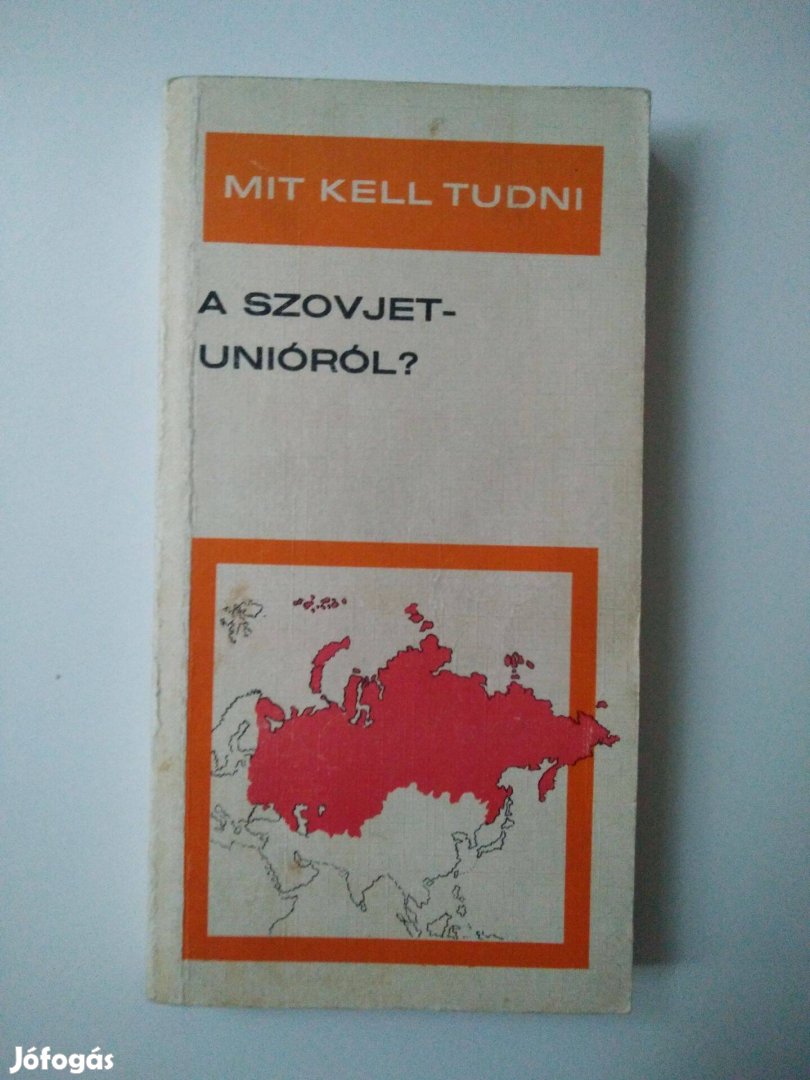 MIT KELL TUDNI
A SZOVJET-
UNIÓRÓL?
Jófogás